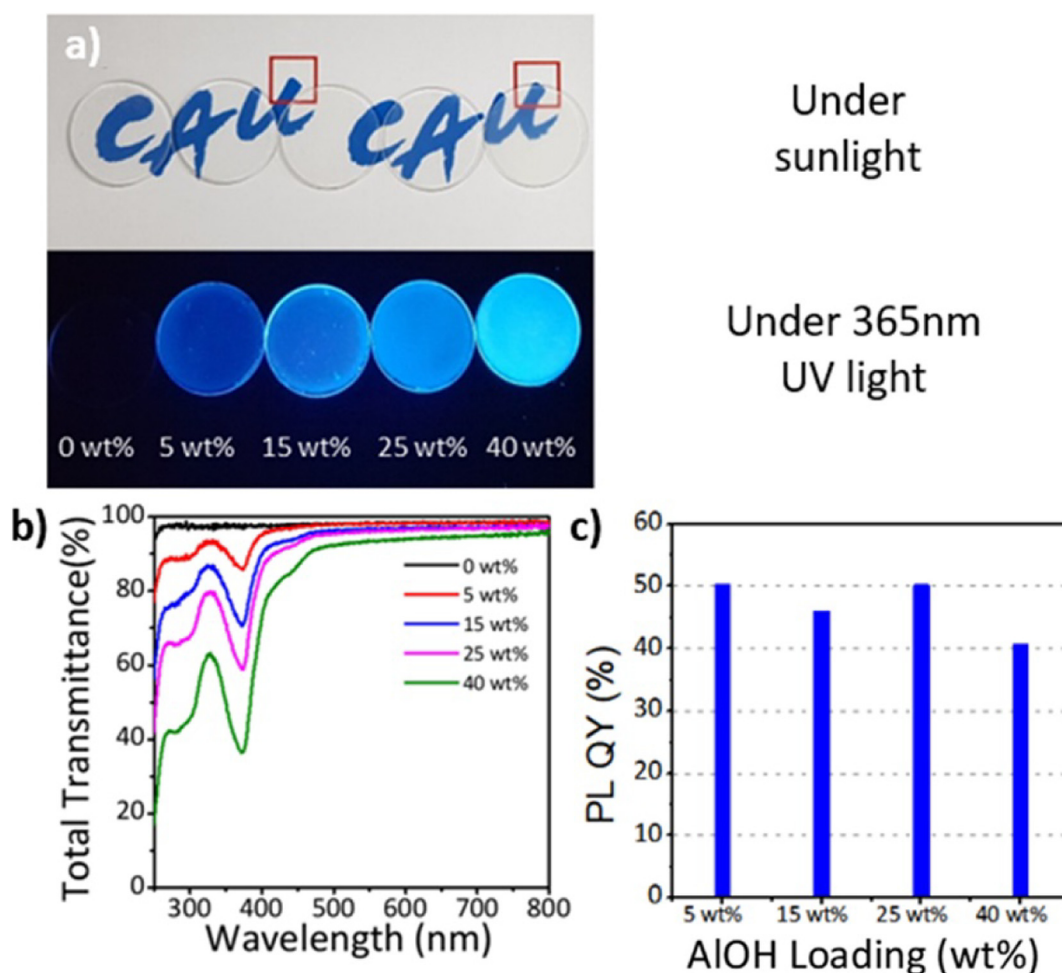 a)
CAU CAU
Under
sunlight
0 wt% 5 wt% 15 wt% 25 wt% 40 wt%
Under 365nm
UV light
b)
Total Transmittance(%)
100
80
60
40
20
0
0 wt%
5 wt%
15 wt%
25 wt%
40 wt%
300 400 500 600 700 800
Wavelength (nm)
c)
PL QY (%)
60
50
40
30
20
10
0
5 wt% 15 wt% 25 wt% 40 wt%
AlOH Loading (wt%)